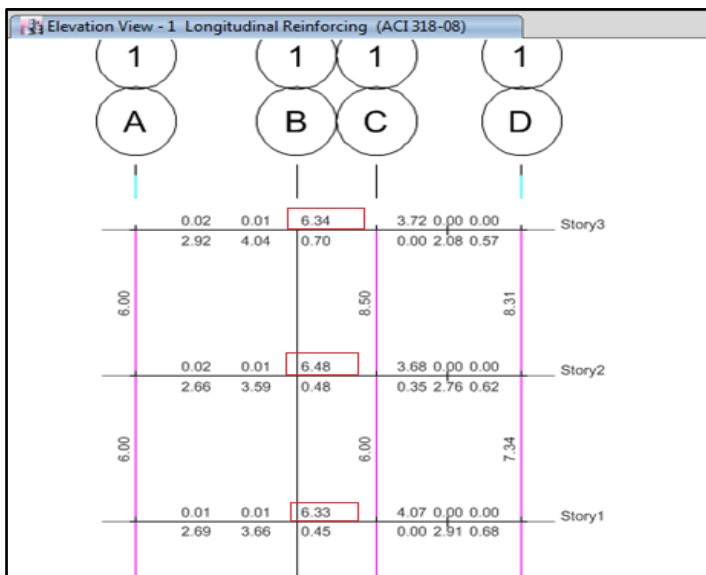 Elevation View - 1 Longitudinal Reinforcing (ACI 318-08)
1 1 1 1
A B C D
0.02 0.01 6.34 3.72 0.00 0.00 Story3
2.92 4.04 0.70 0.00 2.08 0.57
6.00 8.50 8.31
0.02 0.01 6.48 3.68 0.00 0.00 Story2
2.66 3.59 0.48 0.35 2.76 0.62
6.00 6.00 7.34
0.01 0.01 6.33 4.07 0.00 0.00 Story1
2.69 3.66 0.45 0.00 2.91 0.68